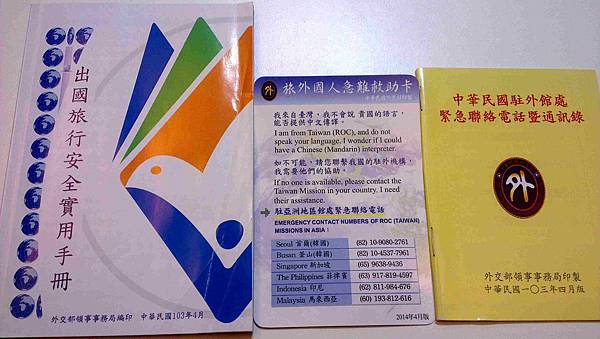 出國旅行安全實用手冊
外交部領事事務局編印 中華民國103年4月
外
旅外國人急難救助卡
中華民國外交部印製
我來自臺灣，我不會說 貴國的語言，
能否提供中文傳譯。
I am from Taiwan (ROC), and do not
speak your language. I wonder if I could
have a Chinese (Mandarin) interpreter.
如不可能，請您聯繫我國的駐外機構，
我需要他們的協助。
If no one is available, please contact the
Taiwan Mission in your country. I need
their assistance.
駐亞洲地區館處緊急聯絡電話
EMERGENCY CONTACT NUMBERS OF ROC (TAIWAN)
MISSIONS IN ASIA :
Seoul 首爾(韓國) (82) 10-9080-2761
Busan 釜山(韓國) (82) 10-4537-7961
Singapore 新加坡 (65) 9638-9436
The Philippines 菲律賓 (63) 917-819-4597
Indonesia 印尼 (62) 811-984-676
Malaysia 馬來西亞 (60) 193-812-616
2014年4月版
中華民國駐外館處
緊急聯絡電話暨通訊錄
外
外交部領事事務局印製
中華民國一〇三年四月版